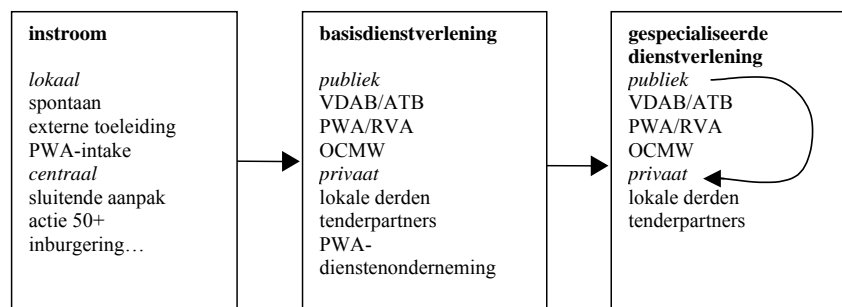 instroom
lokaal
spontaan
externe toeleiding
PWA-intake
centraal
sluitende aanpak
actie 50+
inburgering…
basisdienstverlening
publiek
VDAB/ATB
PWA/RVA
OCMW
privaat
lokale derden
tenderpartners
PWA-
dienstenonderneming
gespecialiseerde
dienstverlening
publiek
VDAB/ATB
PWA/RVA
OCMW
privaat
lokale derden
tenderpartners